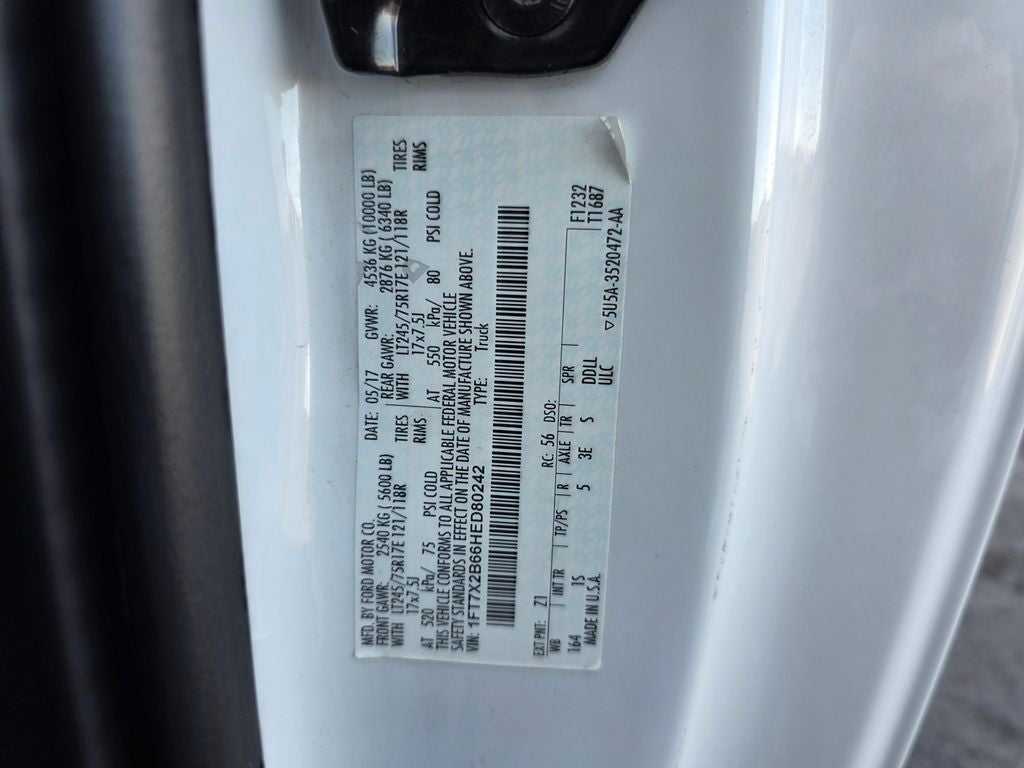 MFD. BY FORD MOTOR CO.
DATE: 05/17 GVWR: 4536 KG (10000 LB)
FRONT GAWR: 2540 KG ( 5600 LB)
REAR GAWR: 2876 KG ( 6340 LB)
WITH LT245/75R17E 121/118R TIRES
WITH LT245/75R17E 121/118R TIRES
17x7.5J RIMS
17x7.5J RIMS
AT 520 kPa/ 75 PSI COLD
AT 550 kPa/ 80 PSI COLD
THIS VEHICLE CONFORMS TO ALL APPLICABLE FEDERAL MOTOR VEHICLE
SAFETY STANDARDS IN EFFECT ON THE DATE OF MANUFACTURE SHOWN ABOVE.
VIN: 1FT7X2B66HED80242 TYPE: Truck
EXT PNT: Z1 RC: 56 DSO:
WB INT TR TP/PS R AXLE TR SPR F1232
T1687
164 1S 5 3E S DDLL
MADE IN U.S.A. ULC
▽5U5A-3520472-AA